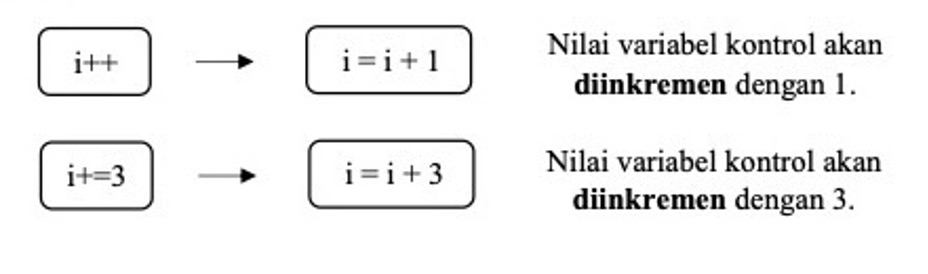 i++
i = i + 1
Nilai variabel kontrol akan
diinkremen dengan 1.
i+=3
i = i + 3
Nilai variabel kontrol akan
diinkremen dengan 3.